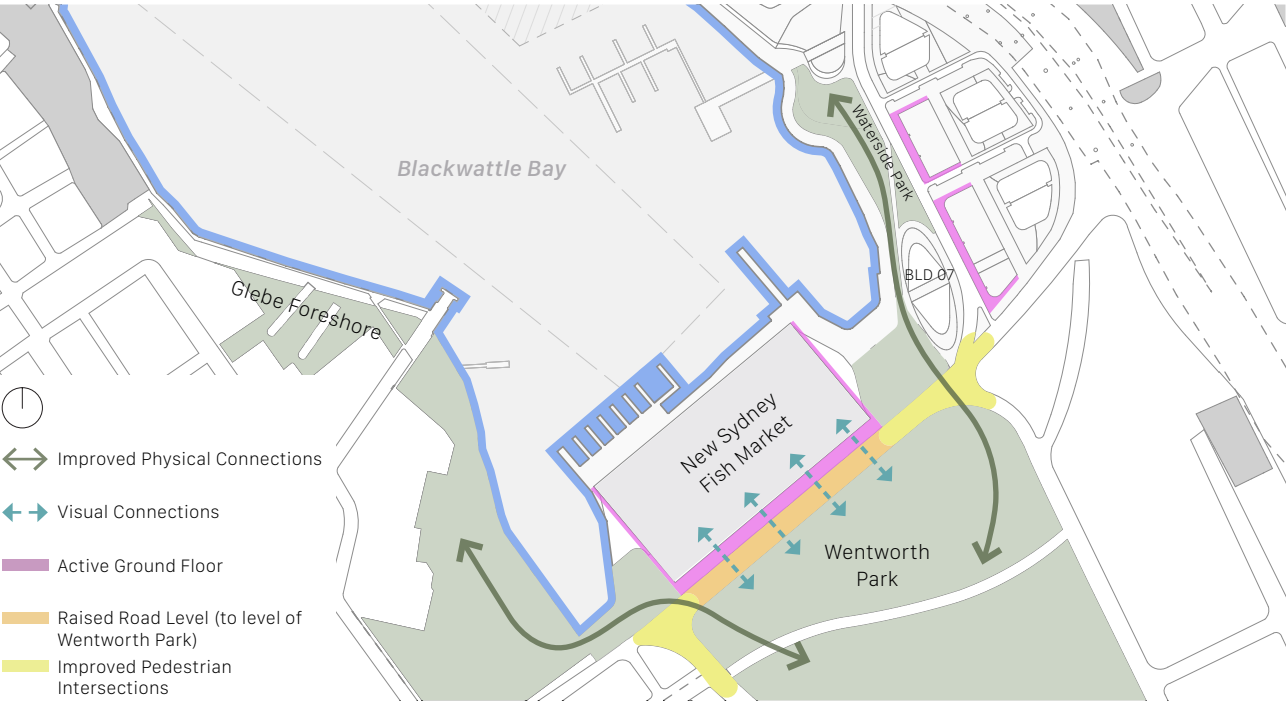 Blackwattle Bay
Waterside Park
BLD 07
Glebe Foreshore
New Sydney
Fish Market
Wentworth
Park
Improved Physical Connections
Visual Connections
Active Ground Floor
Raised Road Level (to level of
Wentworth Park)
Improved Pedestrian
Intersections